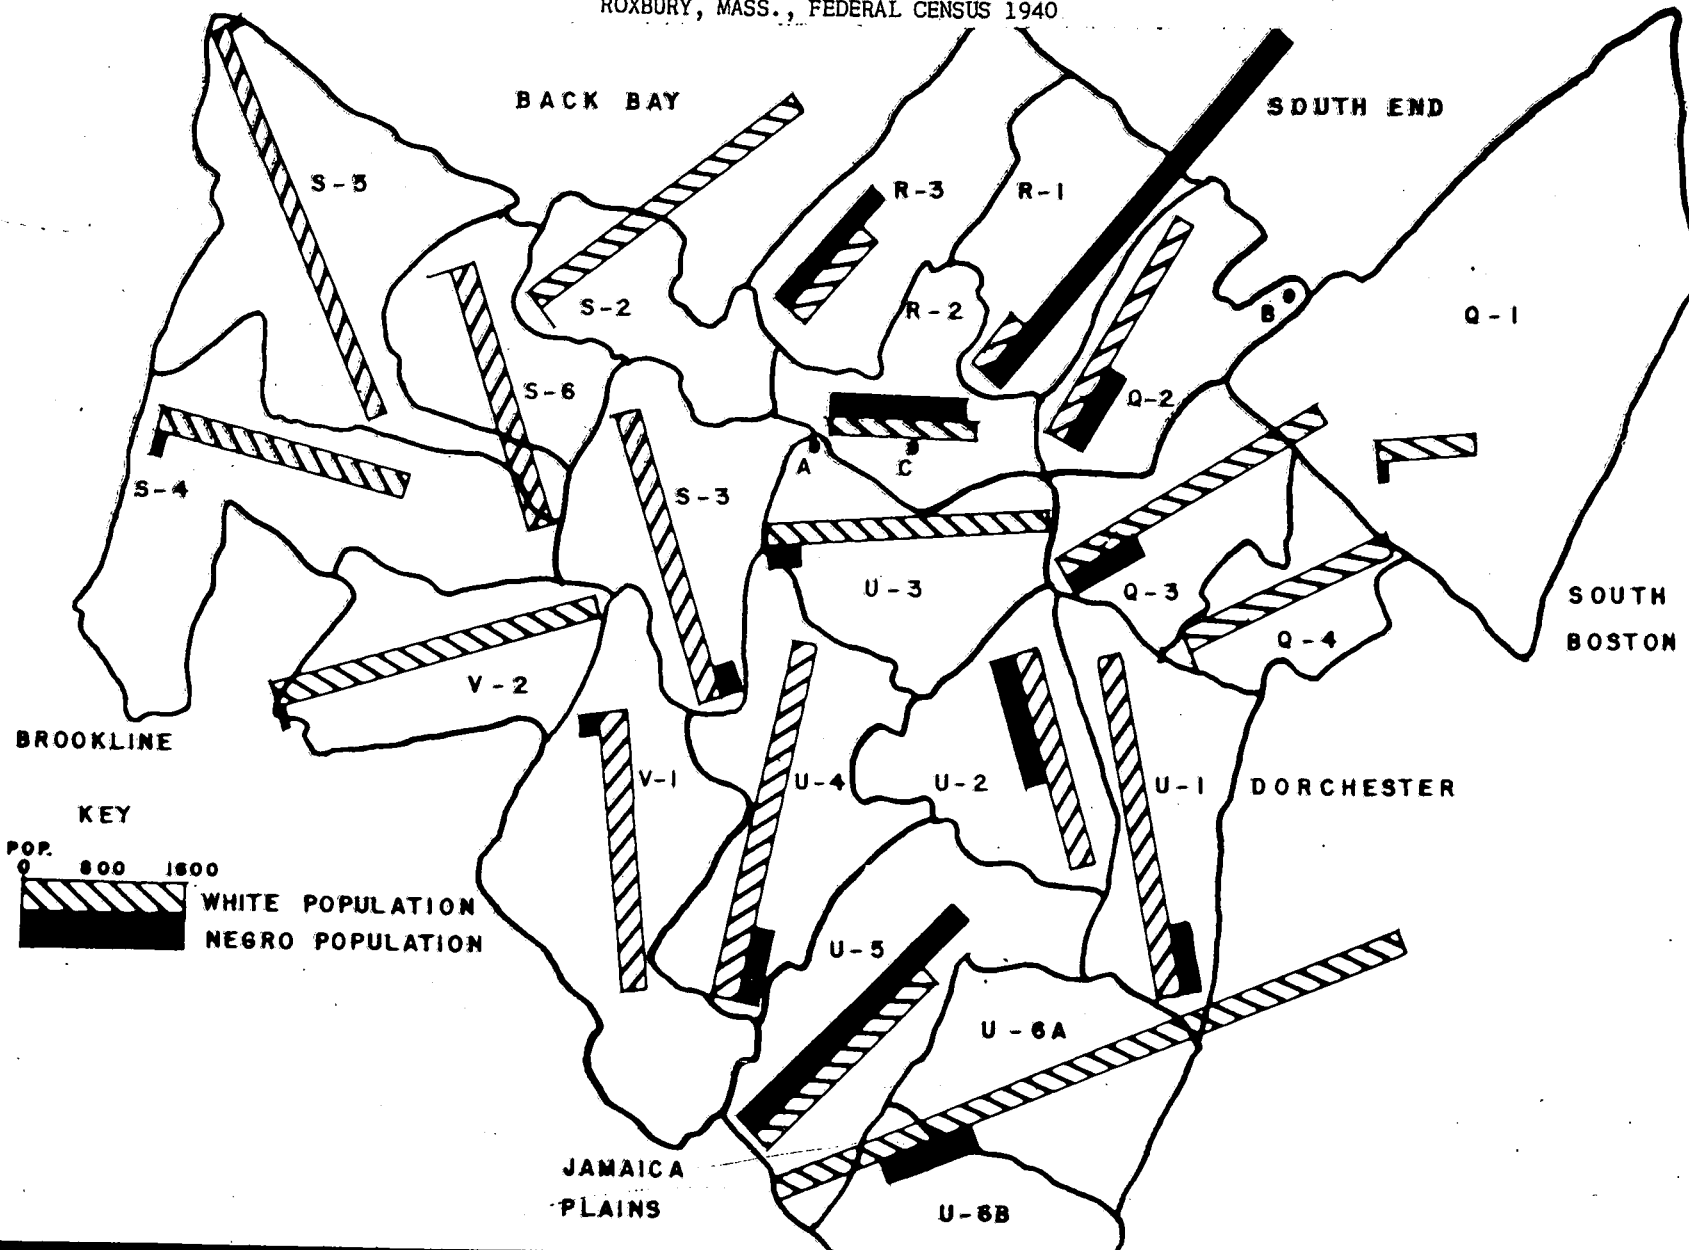 ROXBURY, MASS., FEDERAL CENSUS 1940
BACK BAY
SOUTH END
S-5
R-3
R-1
S-2
R-2
B
Q-1
S-6
Q-2
A
C
S-4
S-3
U-3
Q-3
Q-4
SOUTH
BOSTON
V-2
BROOKLINE
V-1
U-4
U-2
U-1
DORCHESTER
KEY
POP.
0 800 1600
WHITE POPULATION
NEGRO POPULATION
U-5
U-6A
JAMAICA
PLAINS
U-6B